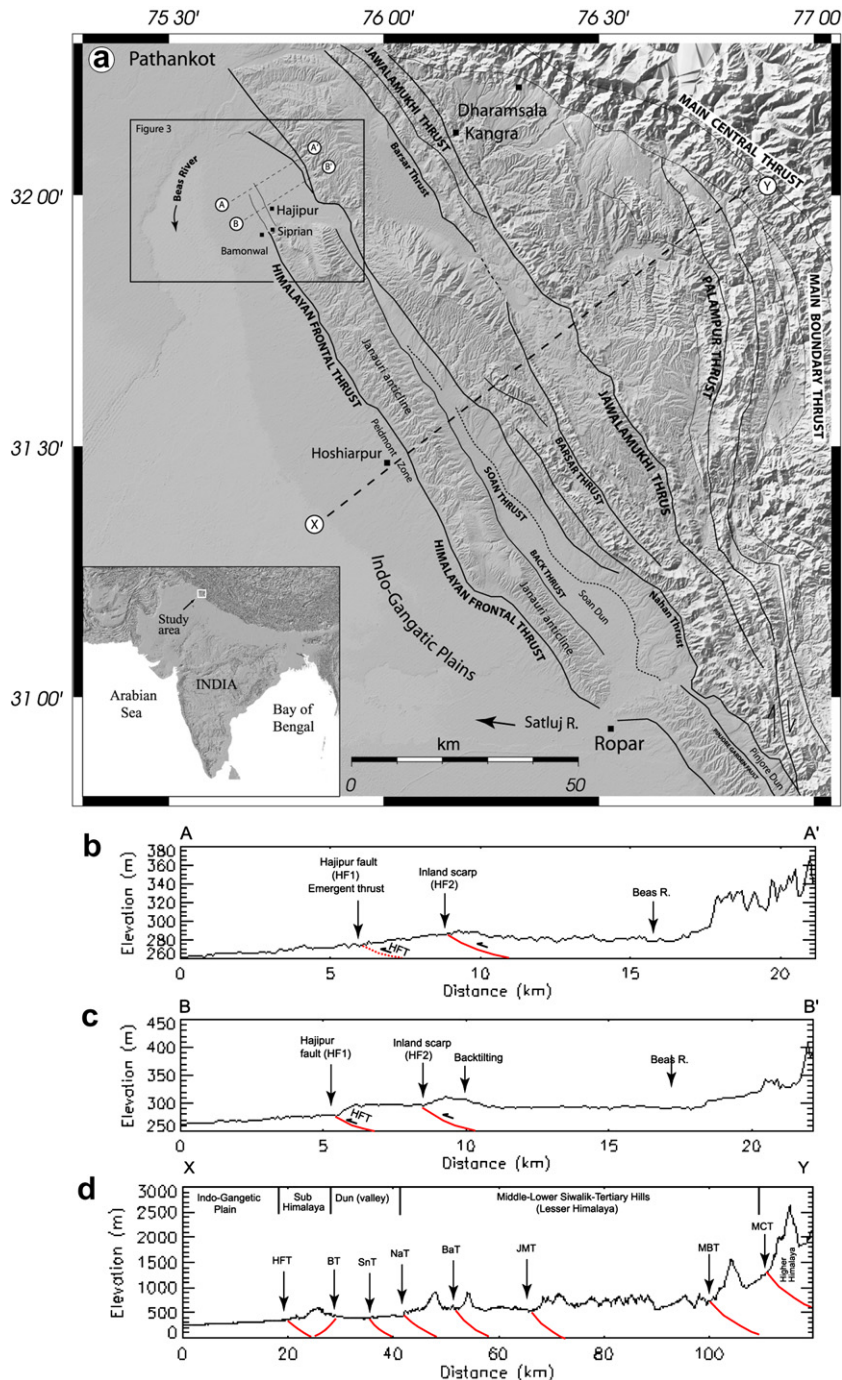 75 30'
76 00'
76 30'
77 00
a
Pathankot
Figure 3
Beas River
A'
B'
A
B
Hajipur
Siprian
Bamonwal
JAWALAMUKHI THRUST
Barsar Thrust
Dharamsala
Kangra
MAIN CENTRAL THRUST
Y
32 00'
HIMALAYAN FRONTAL THRUST
Janauri anticline
PALAMPUR THRUST
MAIN BOUNDARY THRUST
31 30'
Hoshiarpur
Peidmont Zone
JAWALAMUKHI THRUS
BARSAR THRUST
SOAN THRUST
X
BACK THRUST
HIMALAYAN FRONTAL THRUST
Janauri anticline
Soan Dun
Nahan Thrust
Indo-Gangatic Plains
Study
area
INDIA
Arabian
Sea
Bay of
Bengal
31 00'
Satluj R.
Ropar
km
0
50
PINJORE GARDEN FAULT
Pinjore Dun
b
A
A'
Elevation (m)
380
360
340
320
300
280
260
Hajipur fault
(HF1)
Emergent thrust
Inland scarp
(HF2)
Beas R.
HFT
0 5 10 15 20
Distance (km)
c
B
B'
Elevation (m)
450
400
350
300
250
Hajipur
fault (HF1)
Inland scarp
(HF2)
Backtilting
Beas R.
HFT
0 5 10 15 20
Distance (km)
d
X
Y
Elevation (m)
3000
2500
2000
1500
1000
500
0
Indo-Gangetic
Plain
Sub
Himalaya
Dun (valley)
Middle-Lower Siwalik-Tertiary Hills
(Lesser Himalaya)
HFT
BT
SnT
NaT
BaT
JMT
MBT
MCT
Higher
Himalaya
0 20 40 60 80 100
Distance (km)